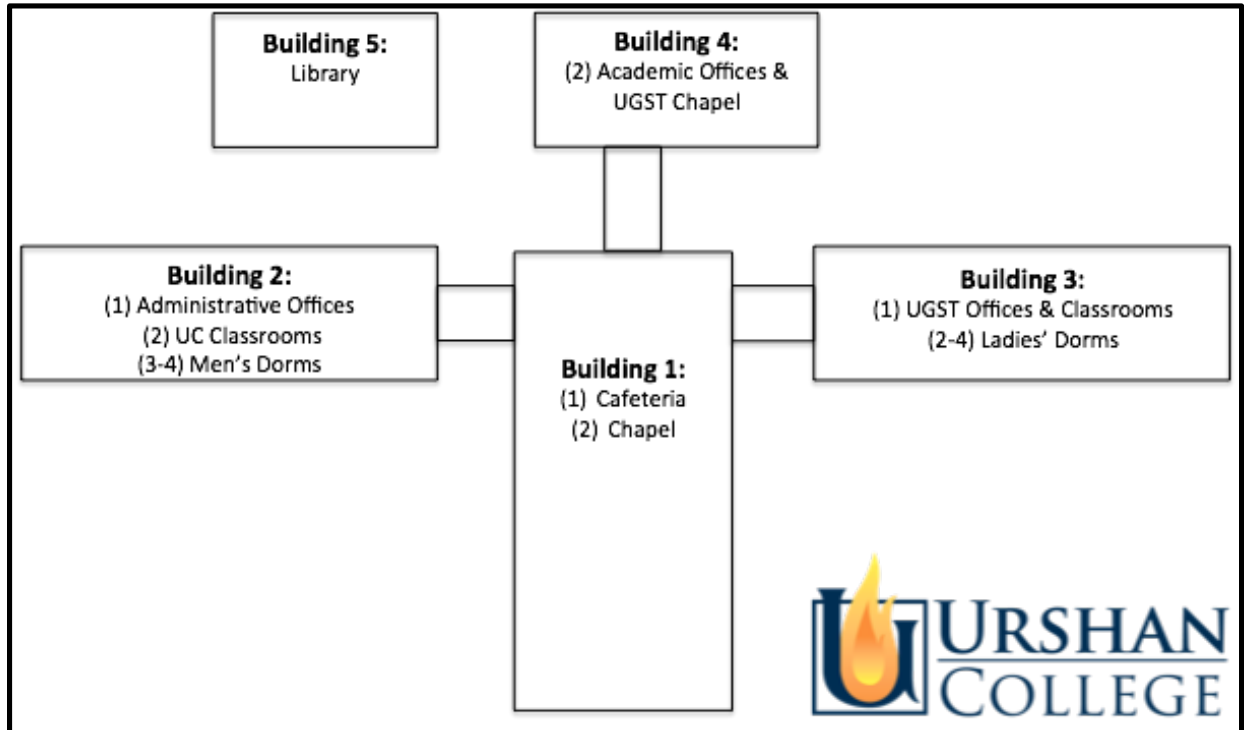 Building 5:
Library
Building 4:
(2) Academic Offices &
UGST Chapel
Building 2:
(1) Administrative Offices
(2) UC Classrooms
(3-4) Men's Dorms
Building 3:
(1) UGST Offices & Classrooms
(2-4) Ladies' Dorms
Building 1:
(1) Cafeteria
(2) Chapel
U URSHAN
COLLEGE